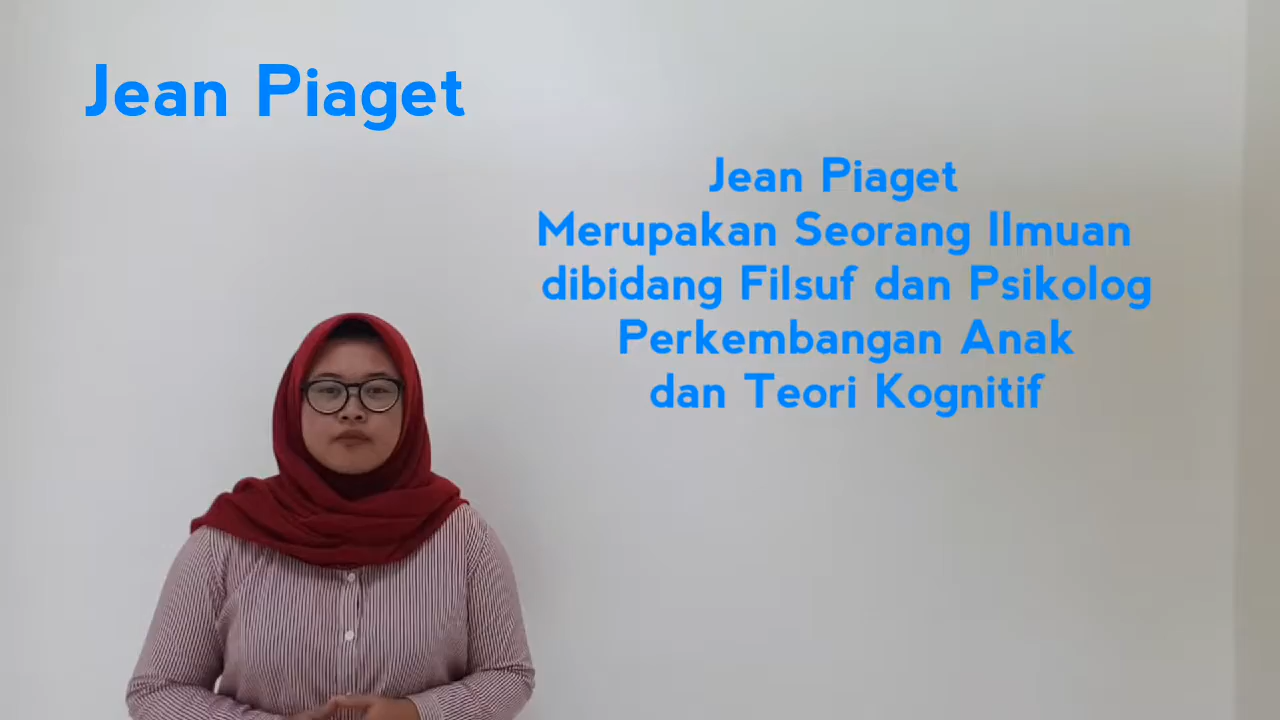 Jean Piaget
Jean Piaget
Merupakan Seorang Ilmuan
dibidang Filsuf dan Psikolog
Perkembangan Anak
dan Teori Kognitif